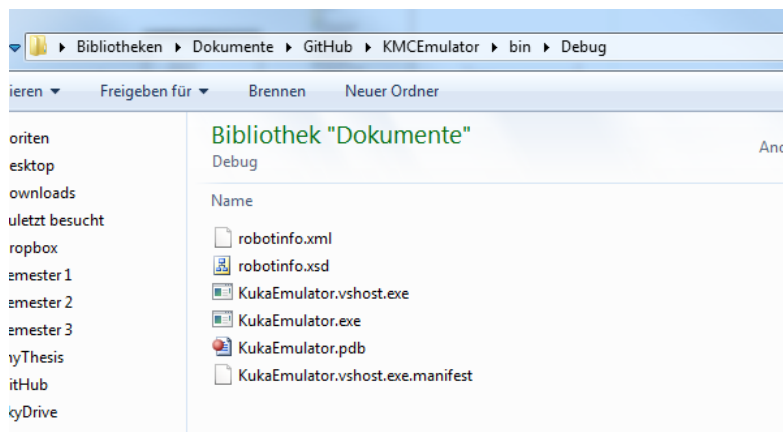 Bibliotheken Dokumente GitHub KMCEmulator bin Debug
ieren Freigeben für Brennen Neuer Ordner
oriten
esktop
ownloads
uletzt besucht
ropbox
emester 1
emester 2
emester 3
nyThesis
itHub
kyDrive
Bibliothek "Dokumente"
Debug
And
Name
robotinfo.xml
robotinfo.xsd
KukaEmulator.vshost.exe
KukaEmulator.exe
KukaEmulator.pdb
KukaEmulator.vshost.exe.manifest